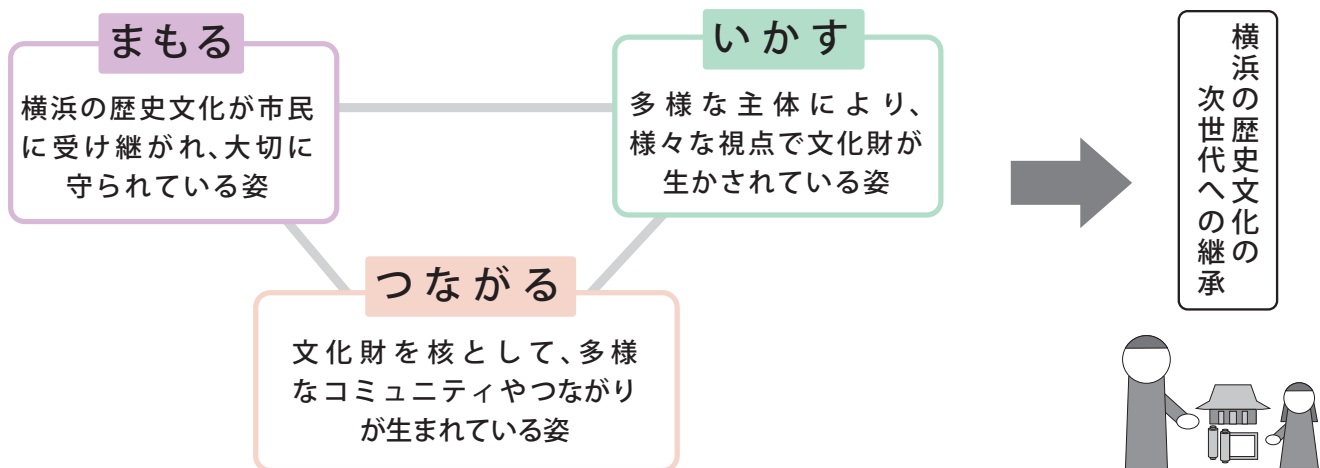 まもる
横浜の歴史文化が市民
に受け継がれ、大切に
守られている姿
いかす
多様な主体により、
様々な視点で文化財が
生かされている姿
つながる
文化財を核として、多様
なコミュニティやつながり
が生まれている姿
横浜の歴史文化の
次世代への継承